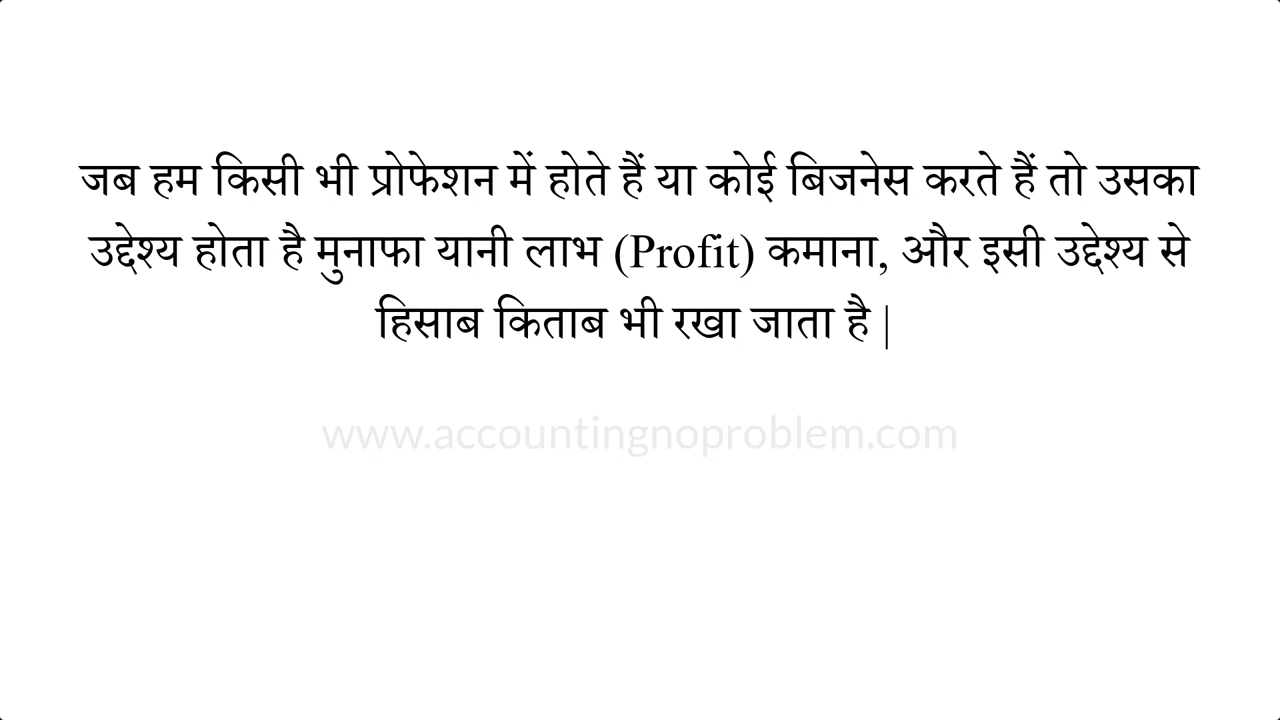 जब हम किसी भी प्रोफेशन में होते हैं या कोई बिजनेस करते हैं तो उसका
उद्देश्य होता है मुनाफा यानी लाभ (Profit) कमाना, और इसी उद्देश्य से
हिसाब किताब भी रखा जाता है |
www.accountingnoproblem.com